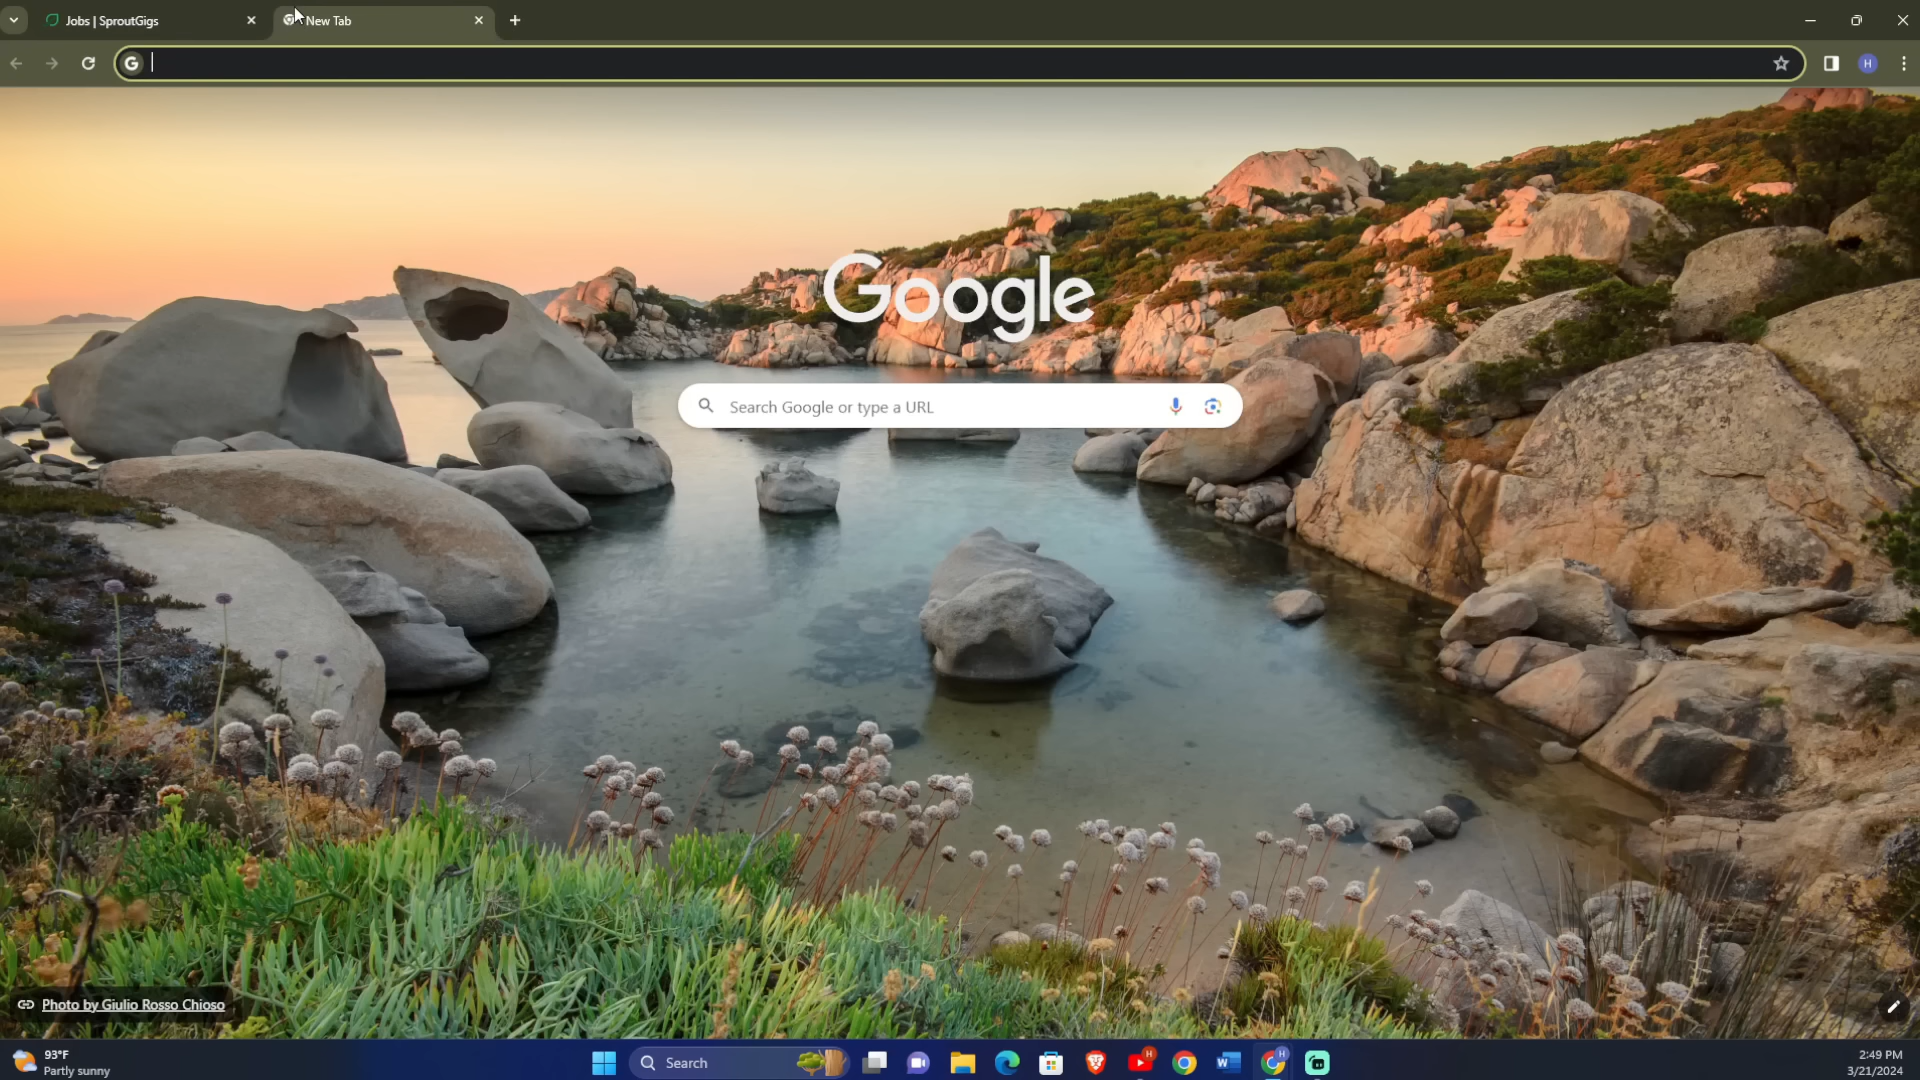 Jobs | SproutGigs
New Tab
G
H
Google
Search Google or type a URL
Photo by Giulio Rosso Chioso
93°F
Partly sunny
Search
H
W
H
2:49 PM
3/21/2024